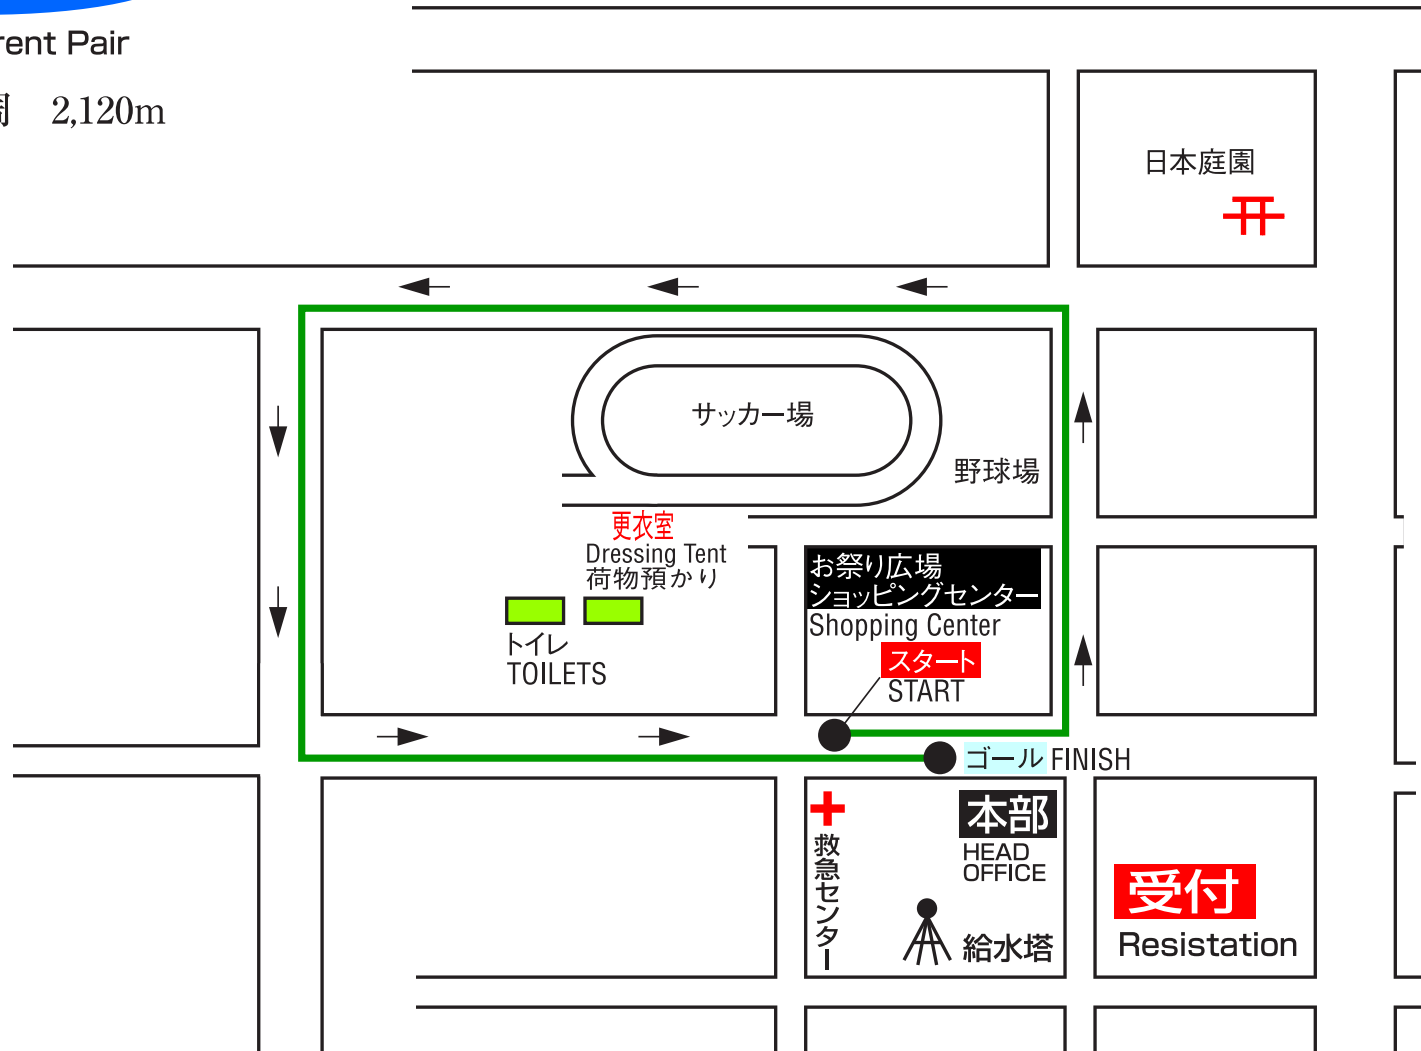 rent Pair
周　2,120m
日本庭園
サッカー場
野球場
更衣室
Dressing Tent
荷物預かり
トイレ
TOILETS
お祭り広場
ショッピングセンター
Shopping Center
スタート
START
ゴール FINISH
救急センター
本部
HEAD
OFFICE
給水塔
受付
Resistation